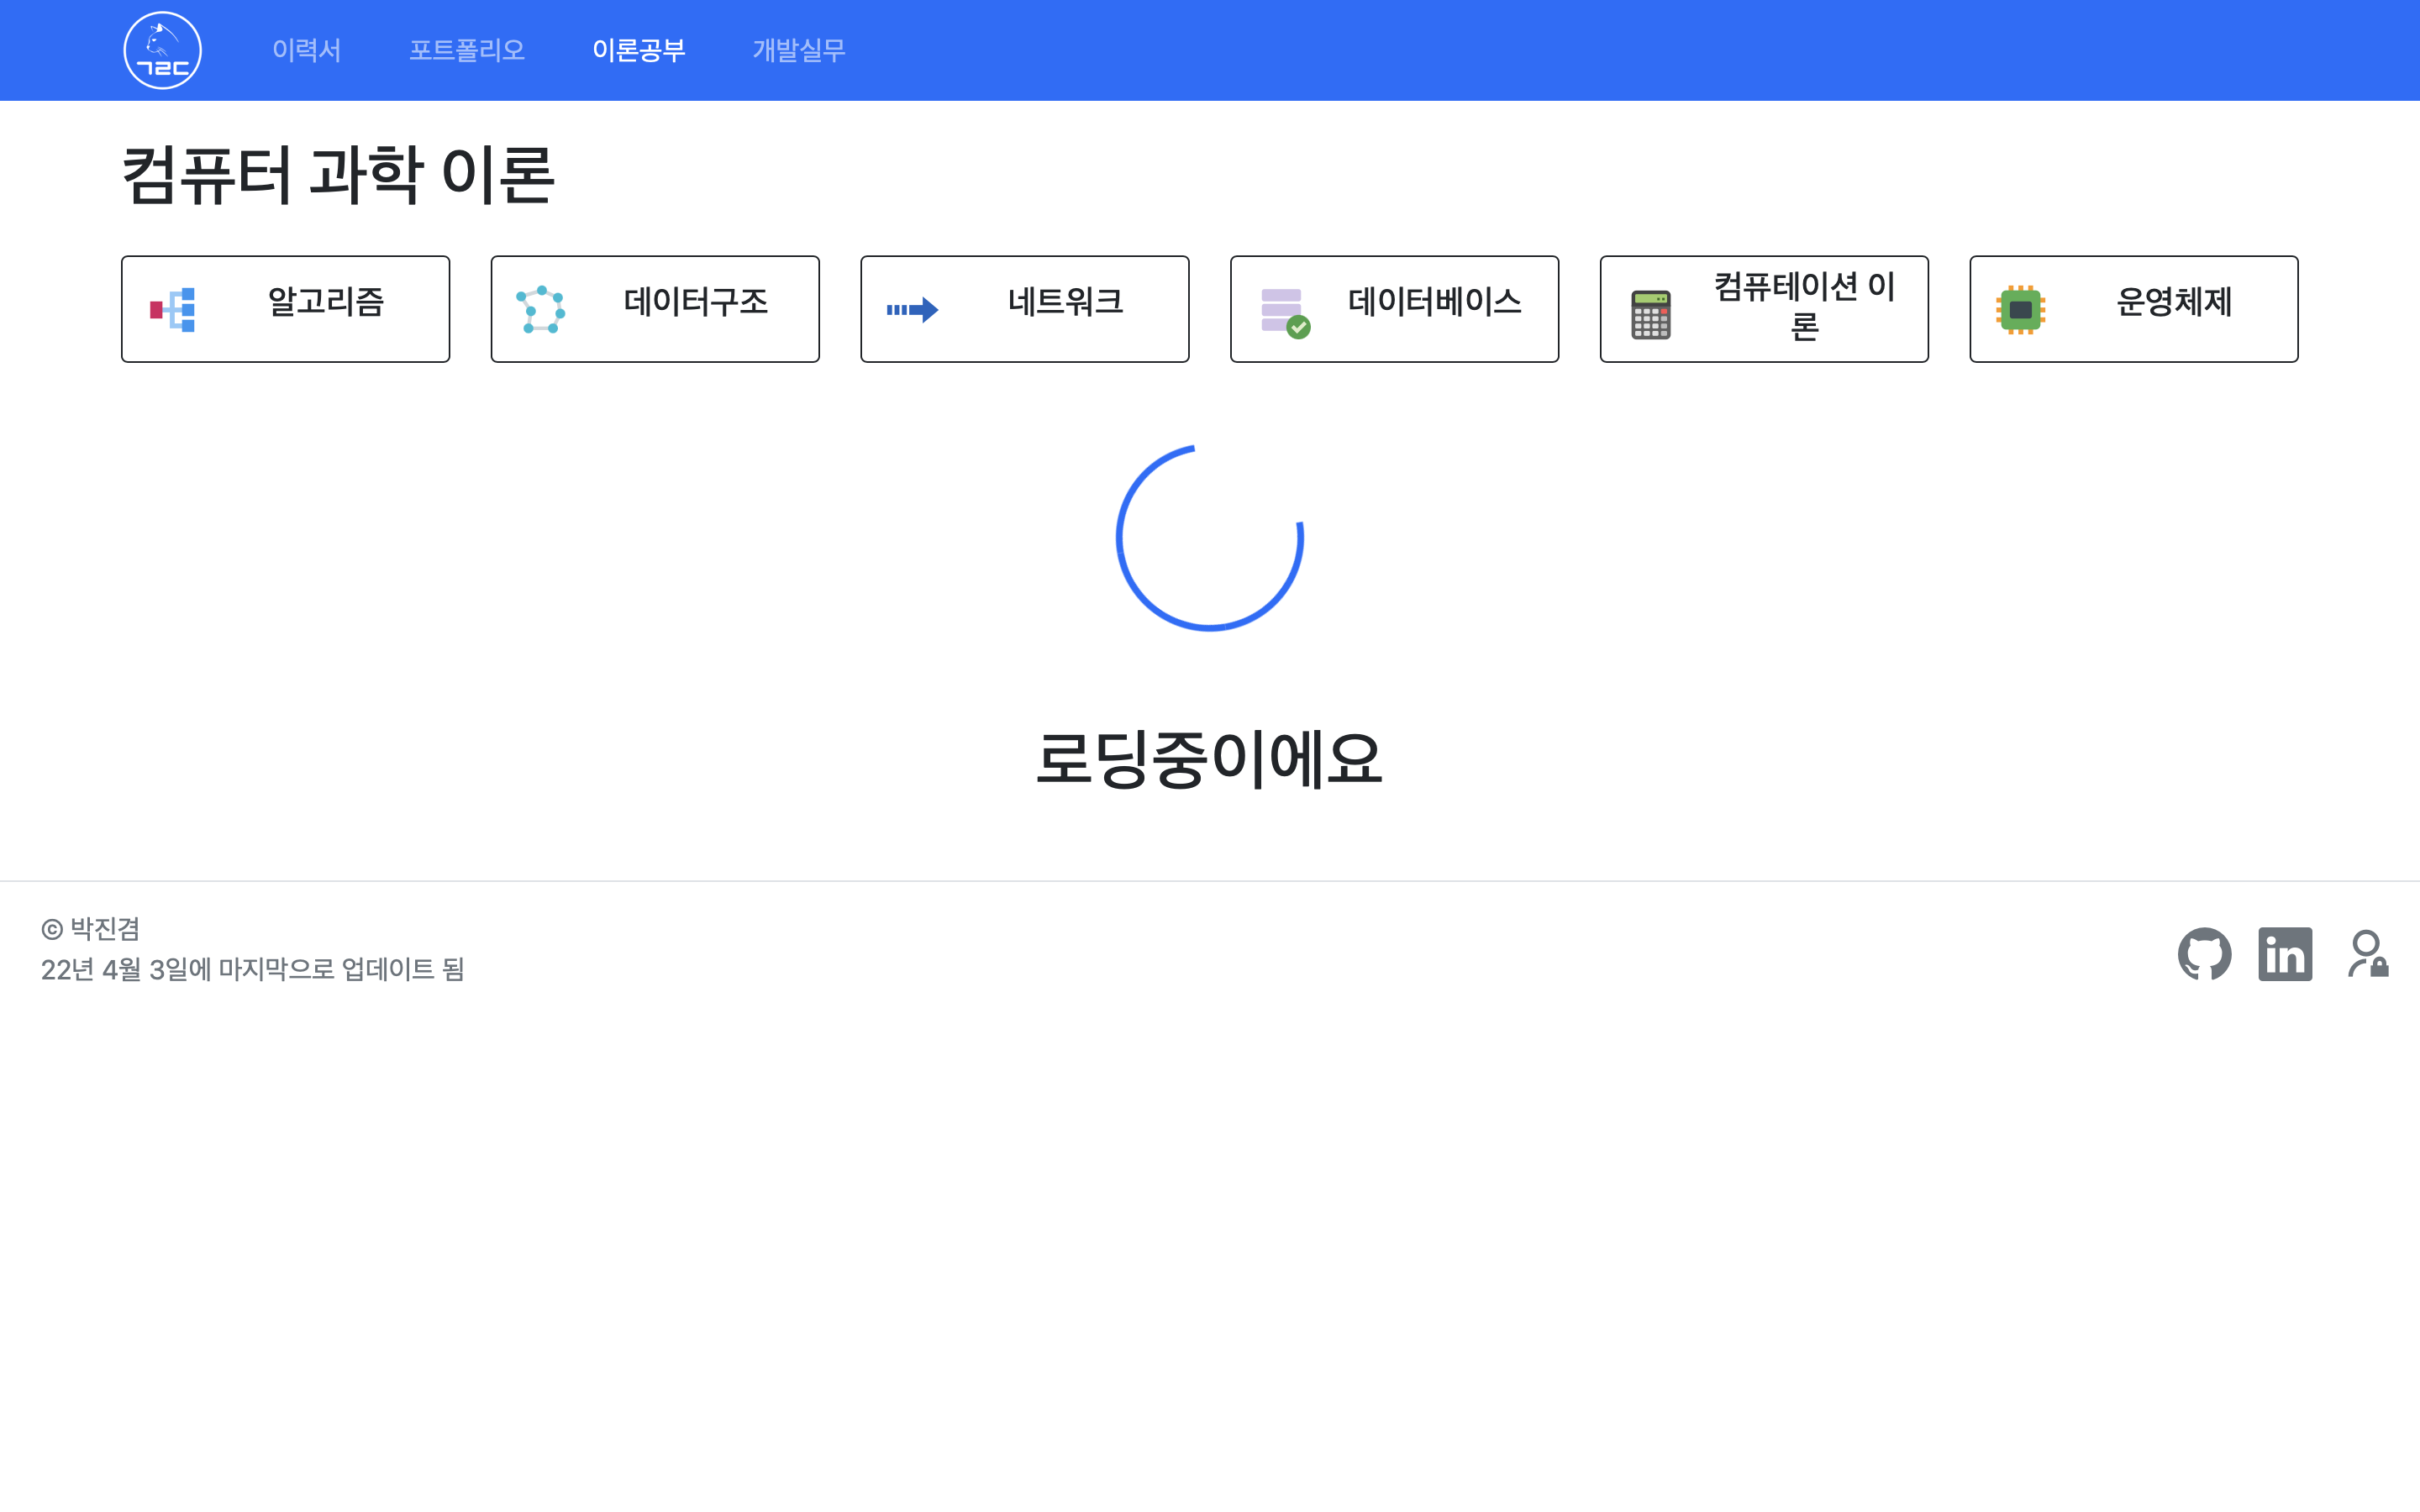 ㄱㄹㄷ
이력서
포트폴리오
이론공부
개발실무
컴퓨터 과학 이론
알고리즘
데이터구조
네트워크
데이터베이스
컴퓨테이션 이
론
운영체제
로딩중이에요
© 박진겸
22년 4월 3일에 마지막으로 업데이트 됨
in